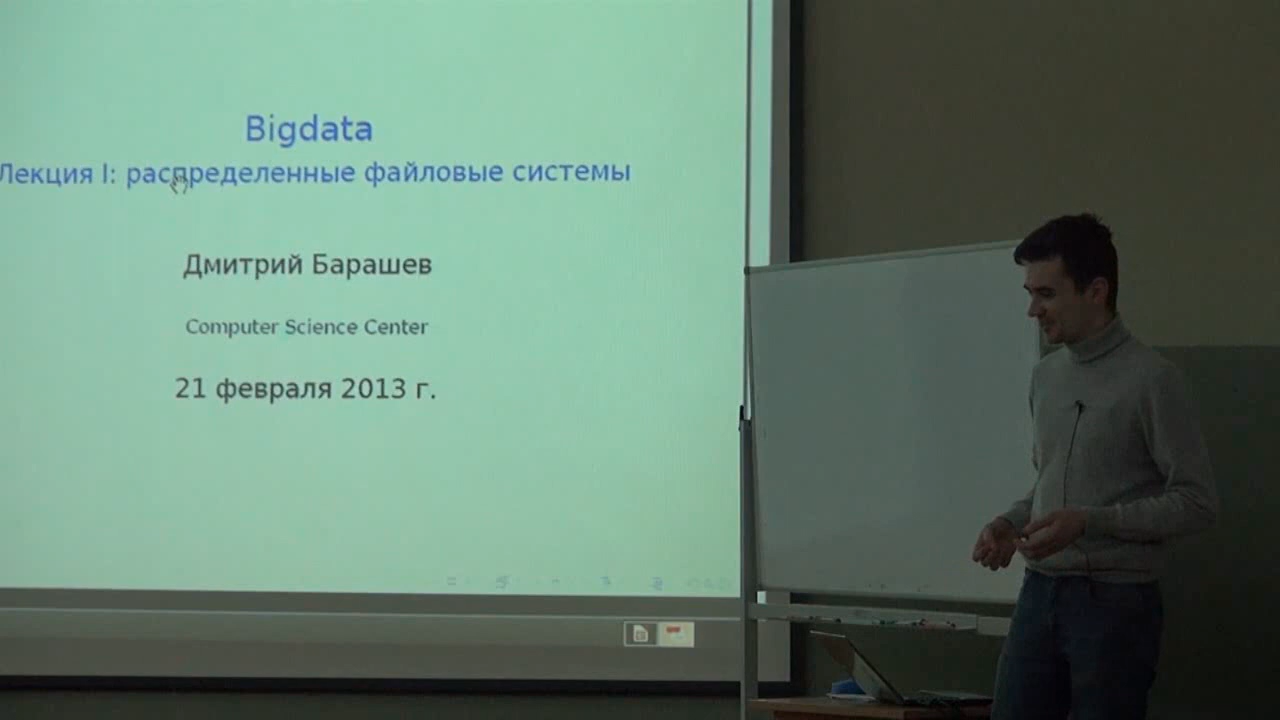 Bigdata
Лекция I: распределенные файловые системы
Дмитрий Барашев
Computer Science Center
21 февраля 2013 г.